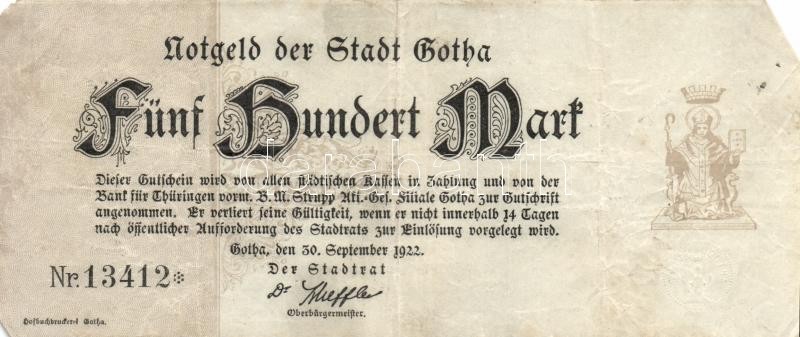 Notgeld der Stadt Gotha
Fünf Hundert Mark
Dieser Gutschein wird von allen städtischen Kassen in Zahlung und von der
Bank für Thüringen vorm. B. M. Strupp Akt.-Ges. Filiale Gotha zur Gutschrift
angenommen. Er verliert seine Gültigkeit, wenn er nicht innerhalb 14 Tagen
nach öffentlicher Aufforderung des Stadtrats zur Einlösung vorgelegt wird.
Gotha, den 30. September 1922.
Der Stadtrat
Nr. 13412*
Dr Scheffler
Oberbürgermeister.
Hofbuchdruckerei Gotha.